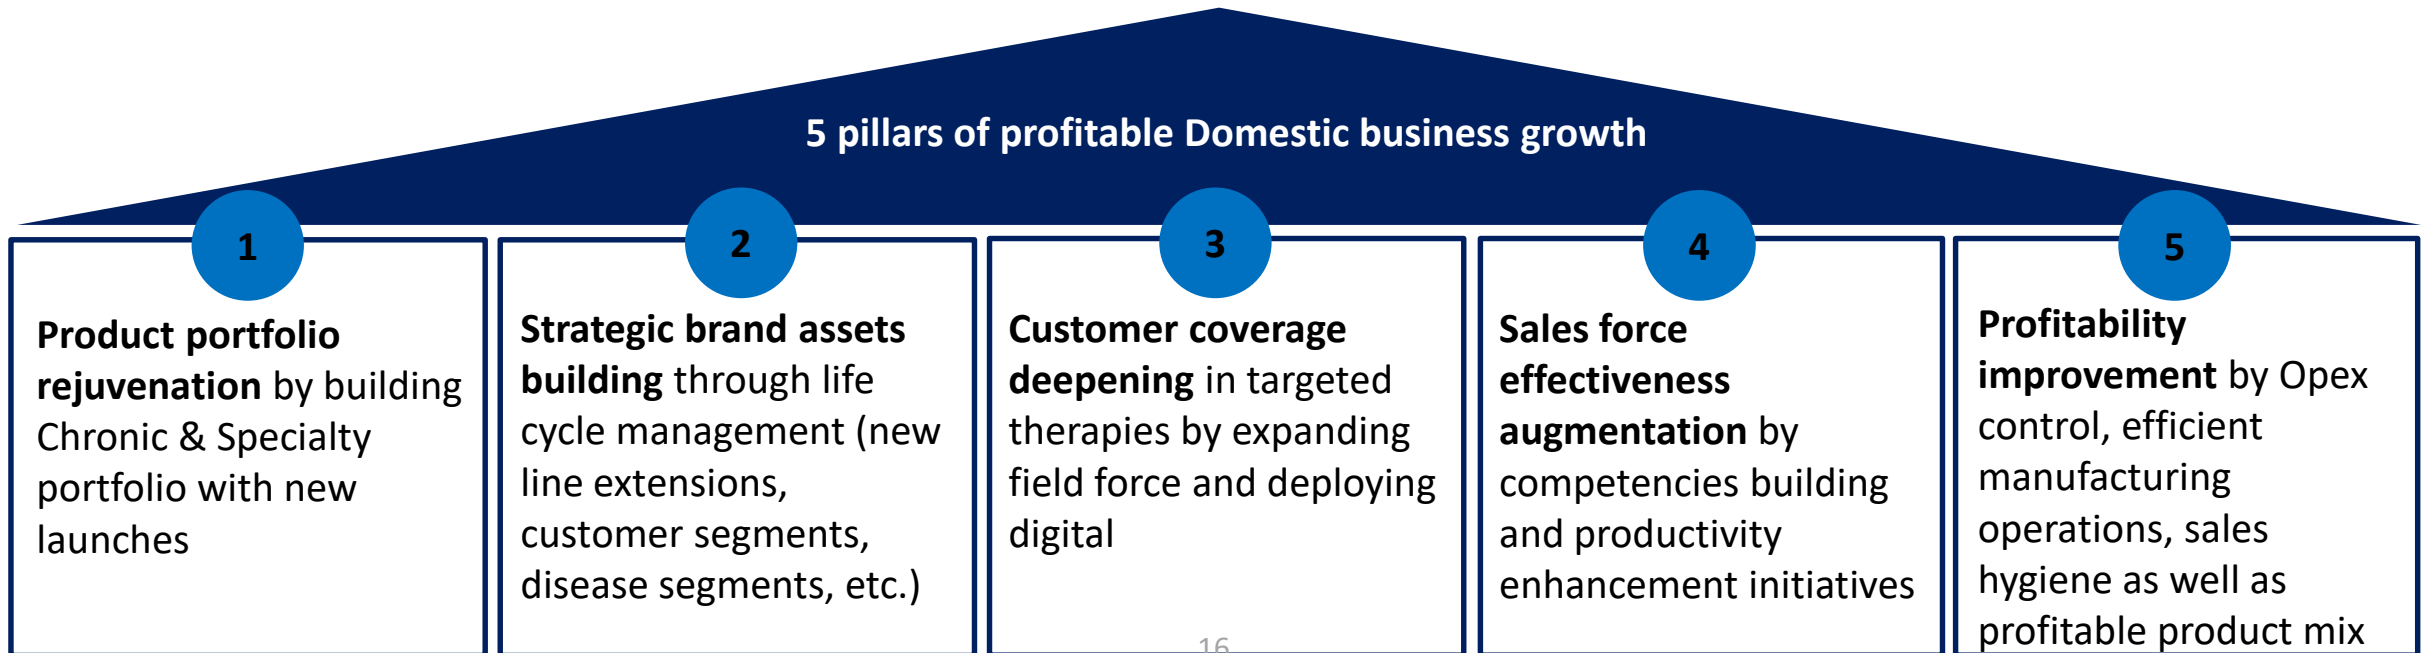 5 pillars of profitable Domestic business growth
1
Product portfolio
rejuvenation by building
Chronic & Specialty
portfolio with new
launches
2
Strategic brand assets
building through life
cycle management (new
line extensions,
customer segments,
disease segments, etc.)
3
Customer coverage
deepening in targeted
therapies by expanding
field force and deploying
digital
4
Sales force
effectiveness
augmentation by
competencies building
and productivity
enhancement initiatives
5
Profitability
improvement by Opex
control, efficient
manufacturing
operations, sales
hygiene as well as
profitable product mix
16